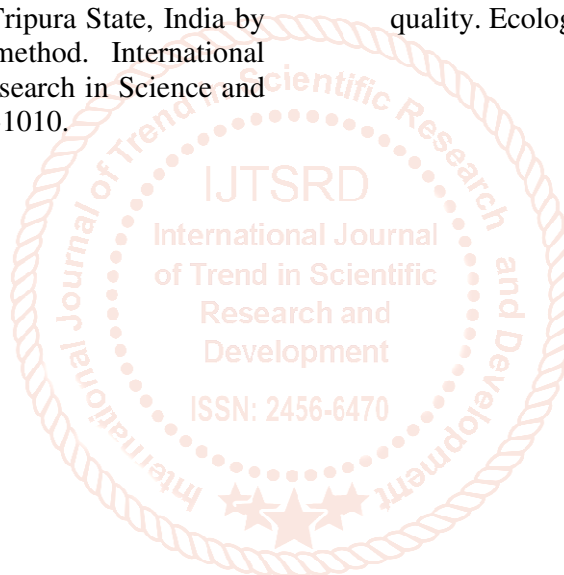 Tripura State, India by
method. International
search in Science and
1010.
quality. Ecolog
International Journal of Trend in Scientific Research and Development
IJTSRD
International Journal
of Trend in Scientific
Research and
Development
ISSN: 2456-6470